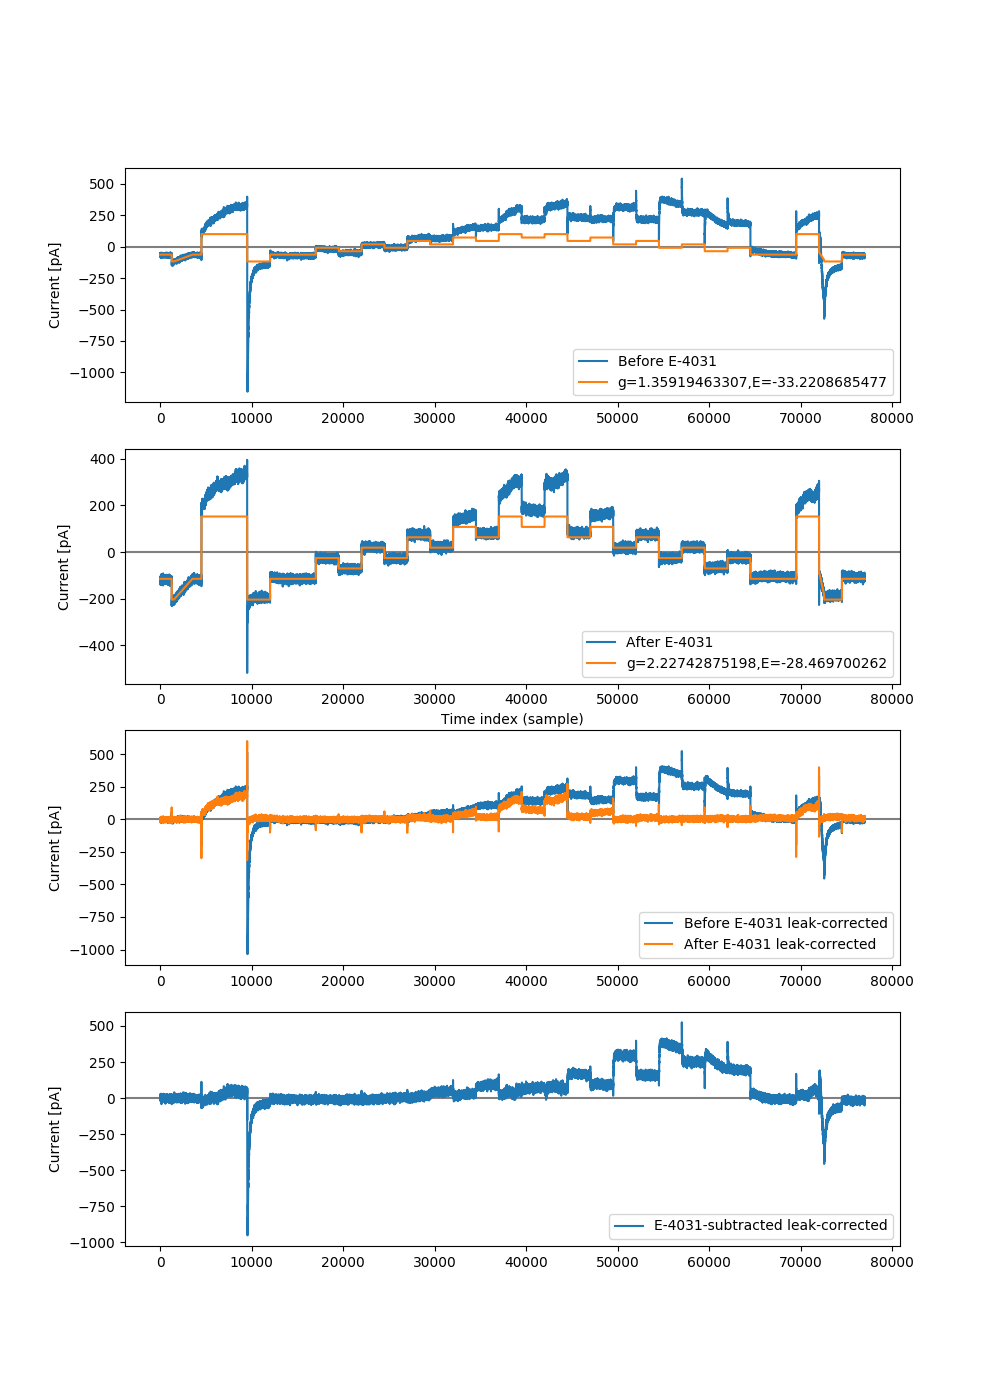 500
250
0
−250
−500
−750
−1000
Current [pA]
Before E-4031
g=1.35919463307,E=-33.2208685477
0 10000 20000 30000 40000 50000 60000 70000 80000
400
200
0
−200
−400
Current [pA]
After E-4031
g=2.22742875198,E=-28.469700262
0 10000 20000 30000 40000 50000 60000 70000 80000
Time index (sample)
500
250
0
−250
−500
−750
−1000
Current [pA]
Before E-4031 leak-corrected
After E-4031 leak-corrected
0 10000 20000 30000 40000 50000 60000 70000 80000
500
250
0
−250
−500
−750
−1000
Current [pA]
E-4031-subtracted leak-corrected
0 10000 20000 30000 40000 50000 60000 70000 80000